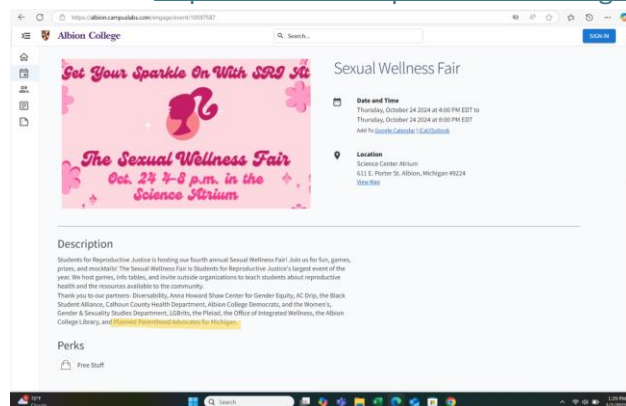 https://albion.campuslabs.com/engage/event/10597587
Albion College
Search...
SIGN IN
Get Your Sparkle On With SRJ At
The Sexual Wellness Fair
Oct. 24 4-8 p.m. in the
Science Atrium
Sexual Wellness Fair
Date and Time
Thursday, October 24 2024 at 4:00 PM EDT to
Thursday, October 24 2024 at 8:00 PM EDT
Add To Google Calendar | iCal/Outlook
Location
Science Center Atrium
611 E. Porter St. Albion, Michigan 49224
View Map
Description
Students for Reproductive Justice is hosting our fourth annual Sexual Wellness Fair! Join us for fun, games,
prizes, and mocktails! The Sexual Wellness Fair is Students for Reproductive Justice's largest event of the
year. We host games, info tables, and invite outside organizations to teach students about reproductive
health and the resources available to the community.
Thank you to our partners- Diversability, Anna Howard Shaw Center for Gender Equity, AC Drip, the Black
Student Alliance, Calhoun County Health Department, Albion College Democrats, and the Women's,
Gender & Sexuality Studies Department, LGBrits, the Pleiad, the Office of Integrated Wellness, the Albion
College Library, and Planned Parenthood Advocates for Michigan.
Perks
Free Stuff
Search
1:29 PM